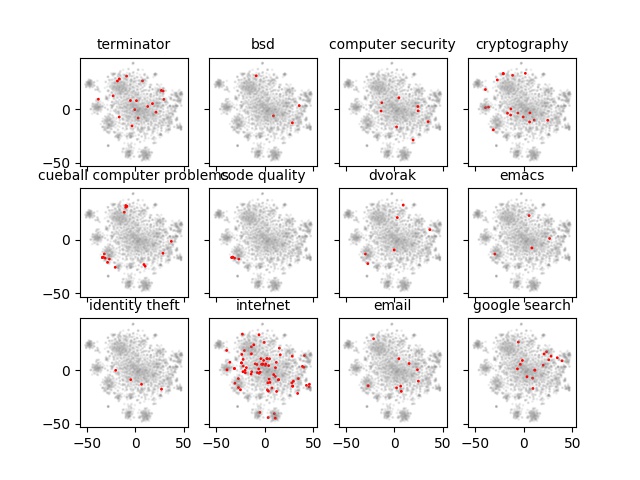 terminator bsd computer security cryptography
0
−50
cueball computer problems code quality dvorak emacs
0
−50
identity theft internet email google search
0
−50
−50 0 50 −50 0 50 −50 0 50 −50 0 50